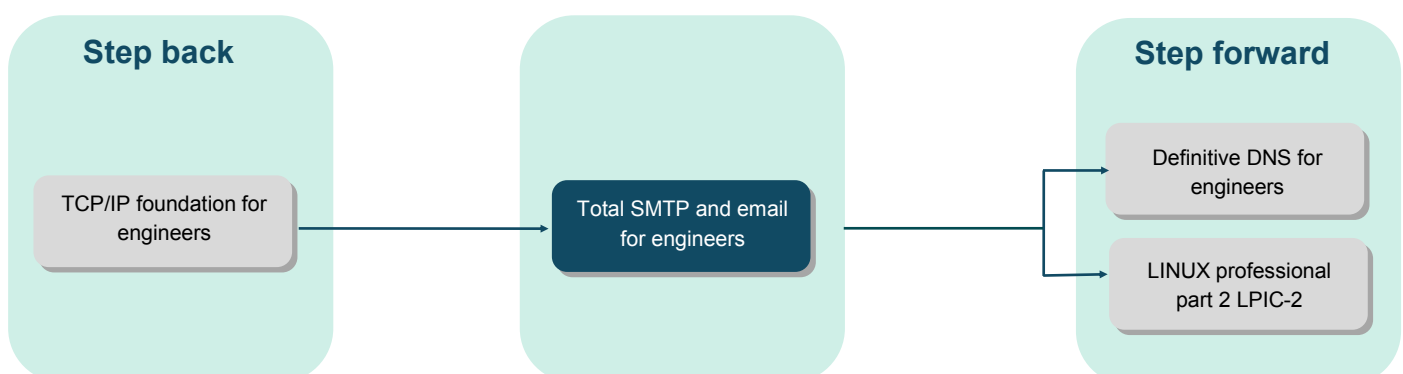 Step back
Step forward
TCP/IP foundation for
engineers
Total SMTP and email
for engineers
Definitive DNS for
engineers
LINUX professional
part 2 LPIC-2